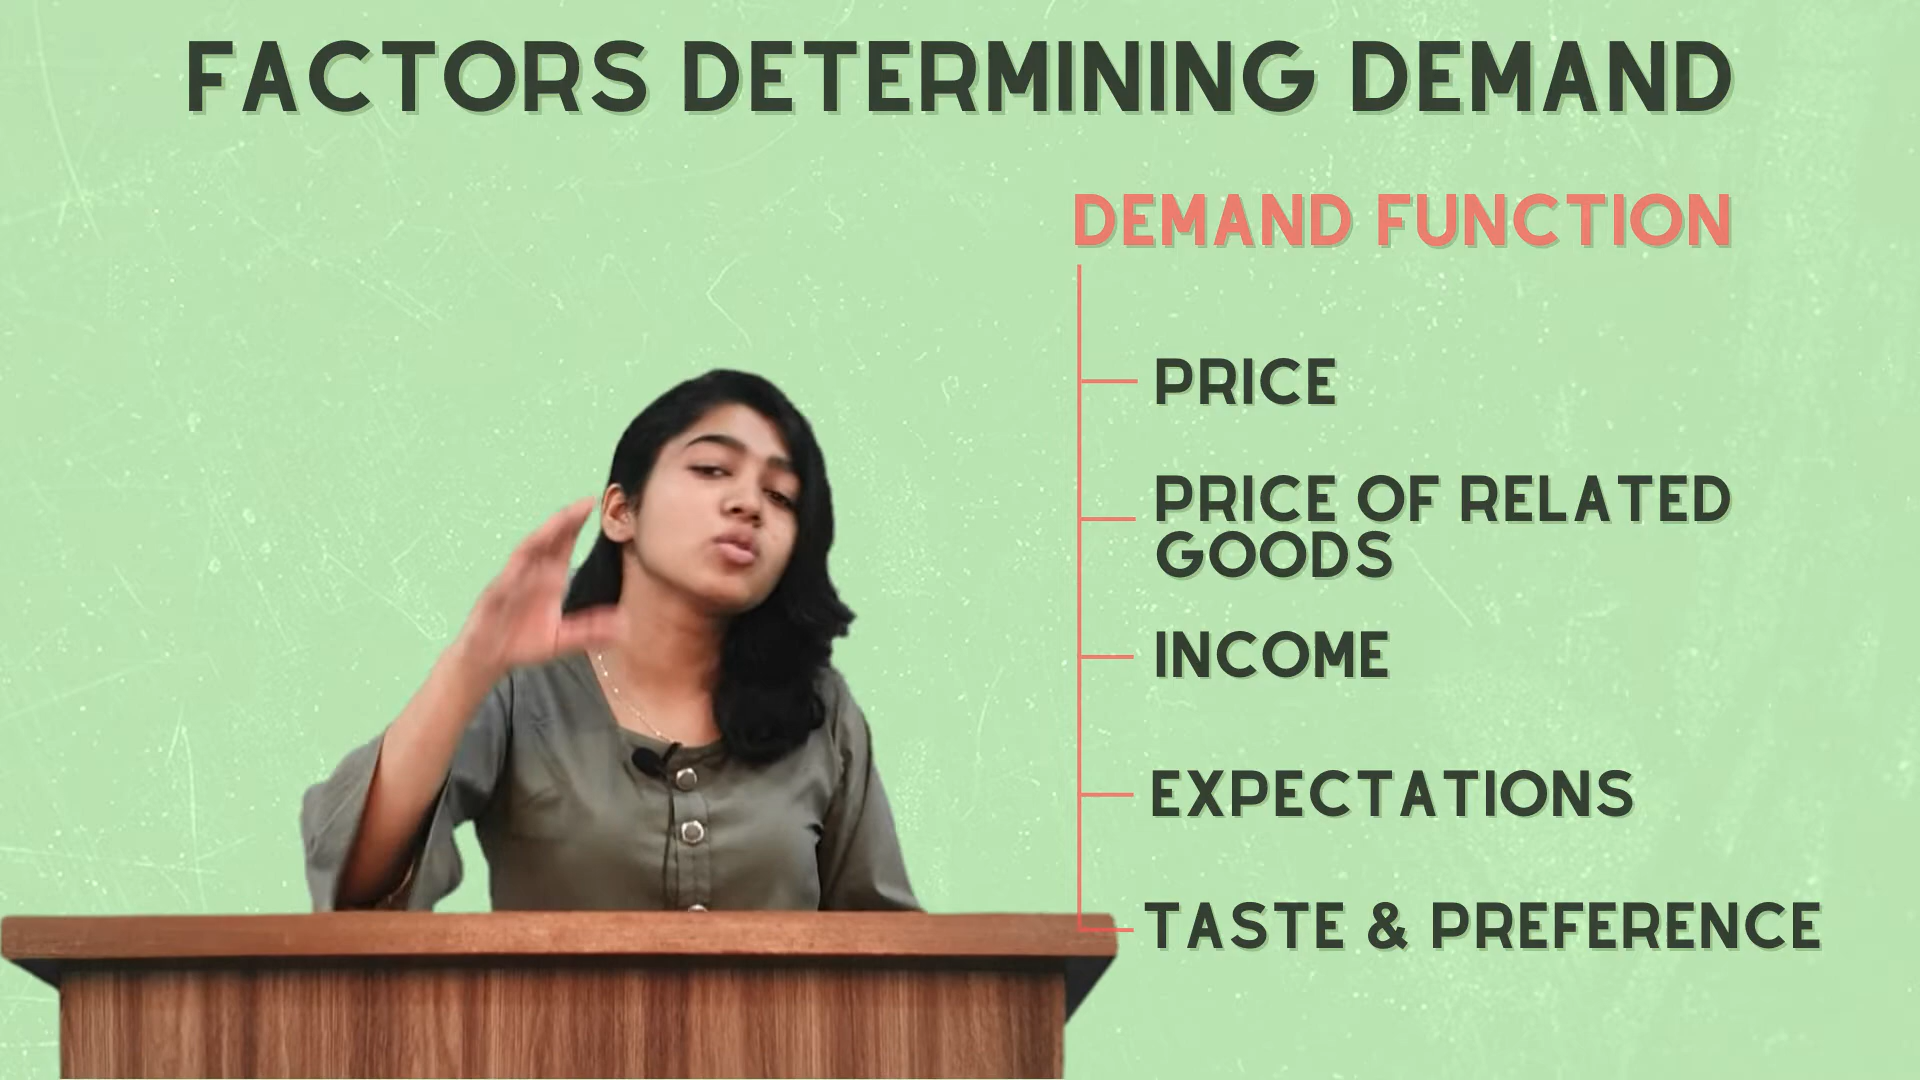 FACTORS DETERMINING DEMAND
DEMAND FUNCTION
PRICE
PRICE OF RELATED
GOODS
INCOME
EXPECTATIONS
TASTE & PREFERENCE